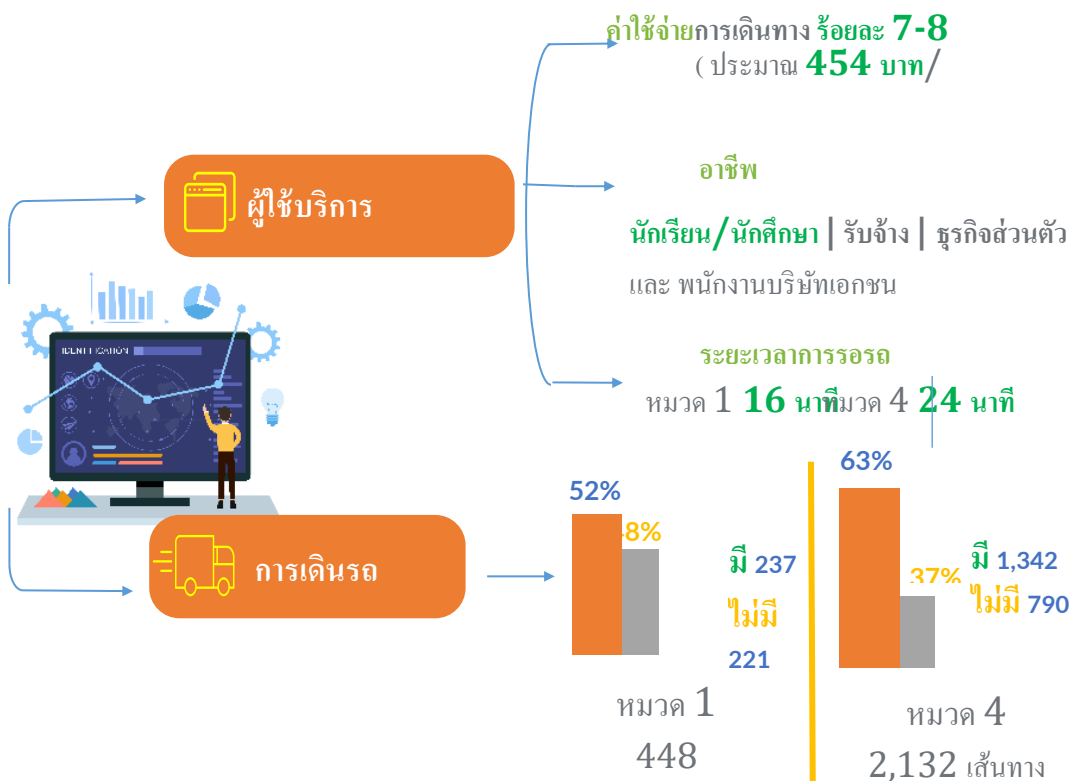 ค่าใช้จ่ายการเดินทาง ร้อยละ 7-8
( ประมาณ 454 บาท/
ผู้ใช้บริการ
อาชีพ
นักเรียน/นักศึกษา | รับจ้าง | ธุรกิจส่วนตัว
และ พนักงานบริษัทเอกชน
ระยะเวลาการรอรถ
หมวด 1 16 นาที หมวด 4 24 นาที
IDENTIFICATION
การเดินรถ
52%
48%
มี 237
ไม่มี
221
หมวด 1
448
63%
37%
มี 1,342
ไม่มี 790
หมวด 4
2,132 เส้นทาง